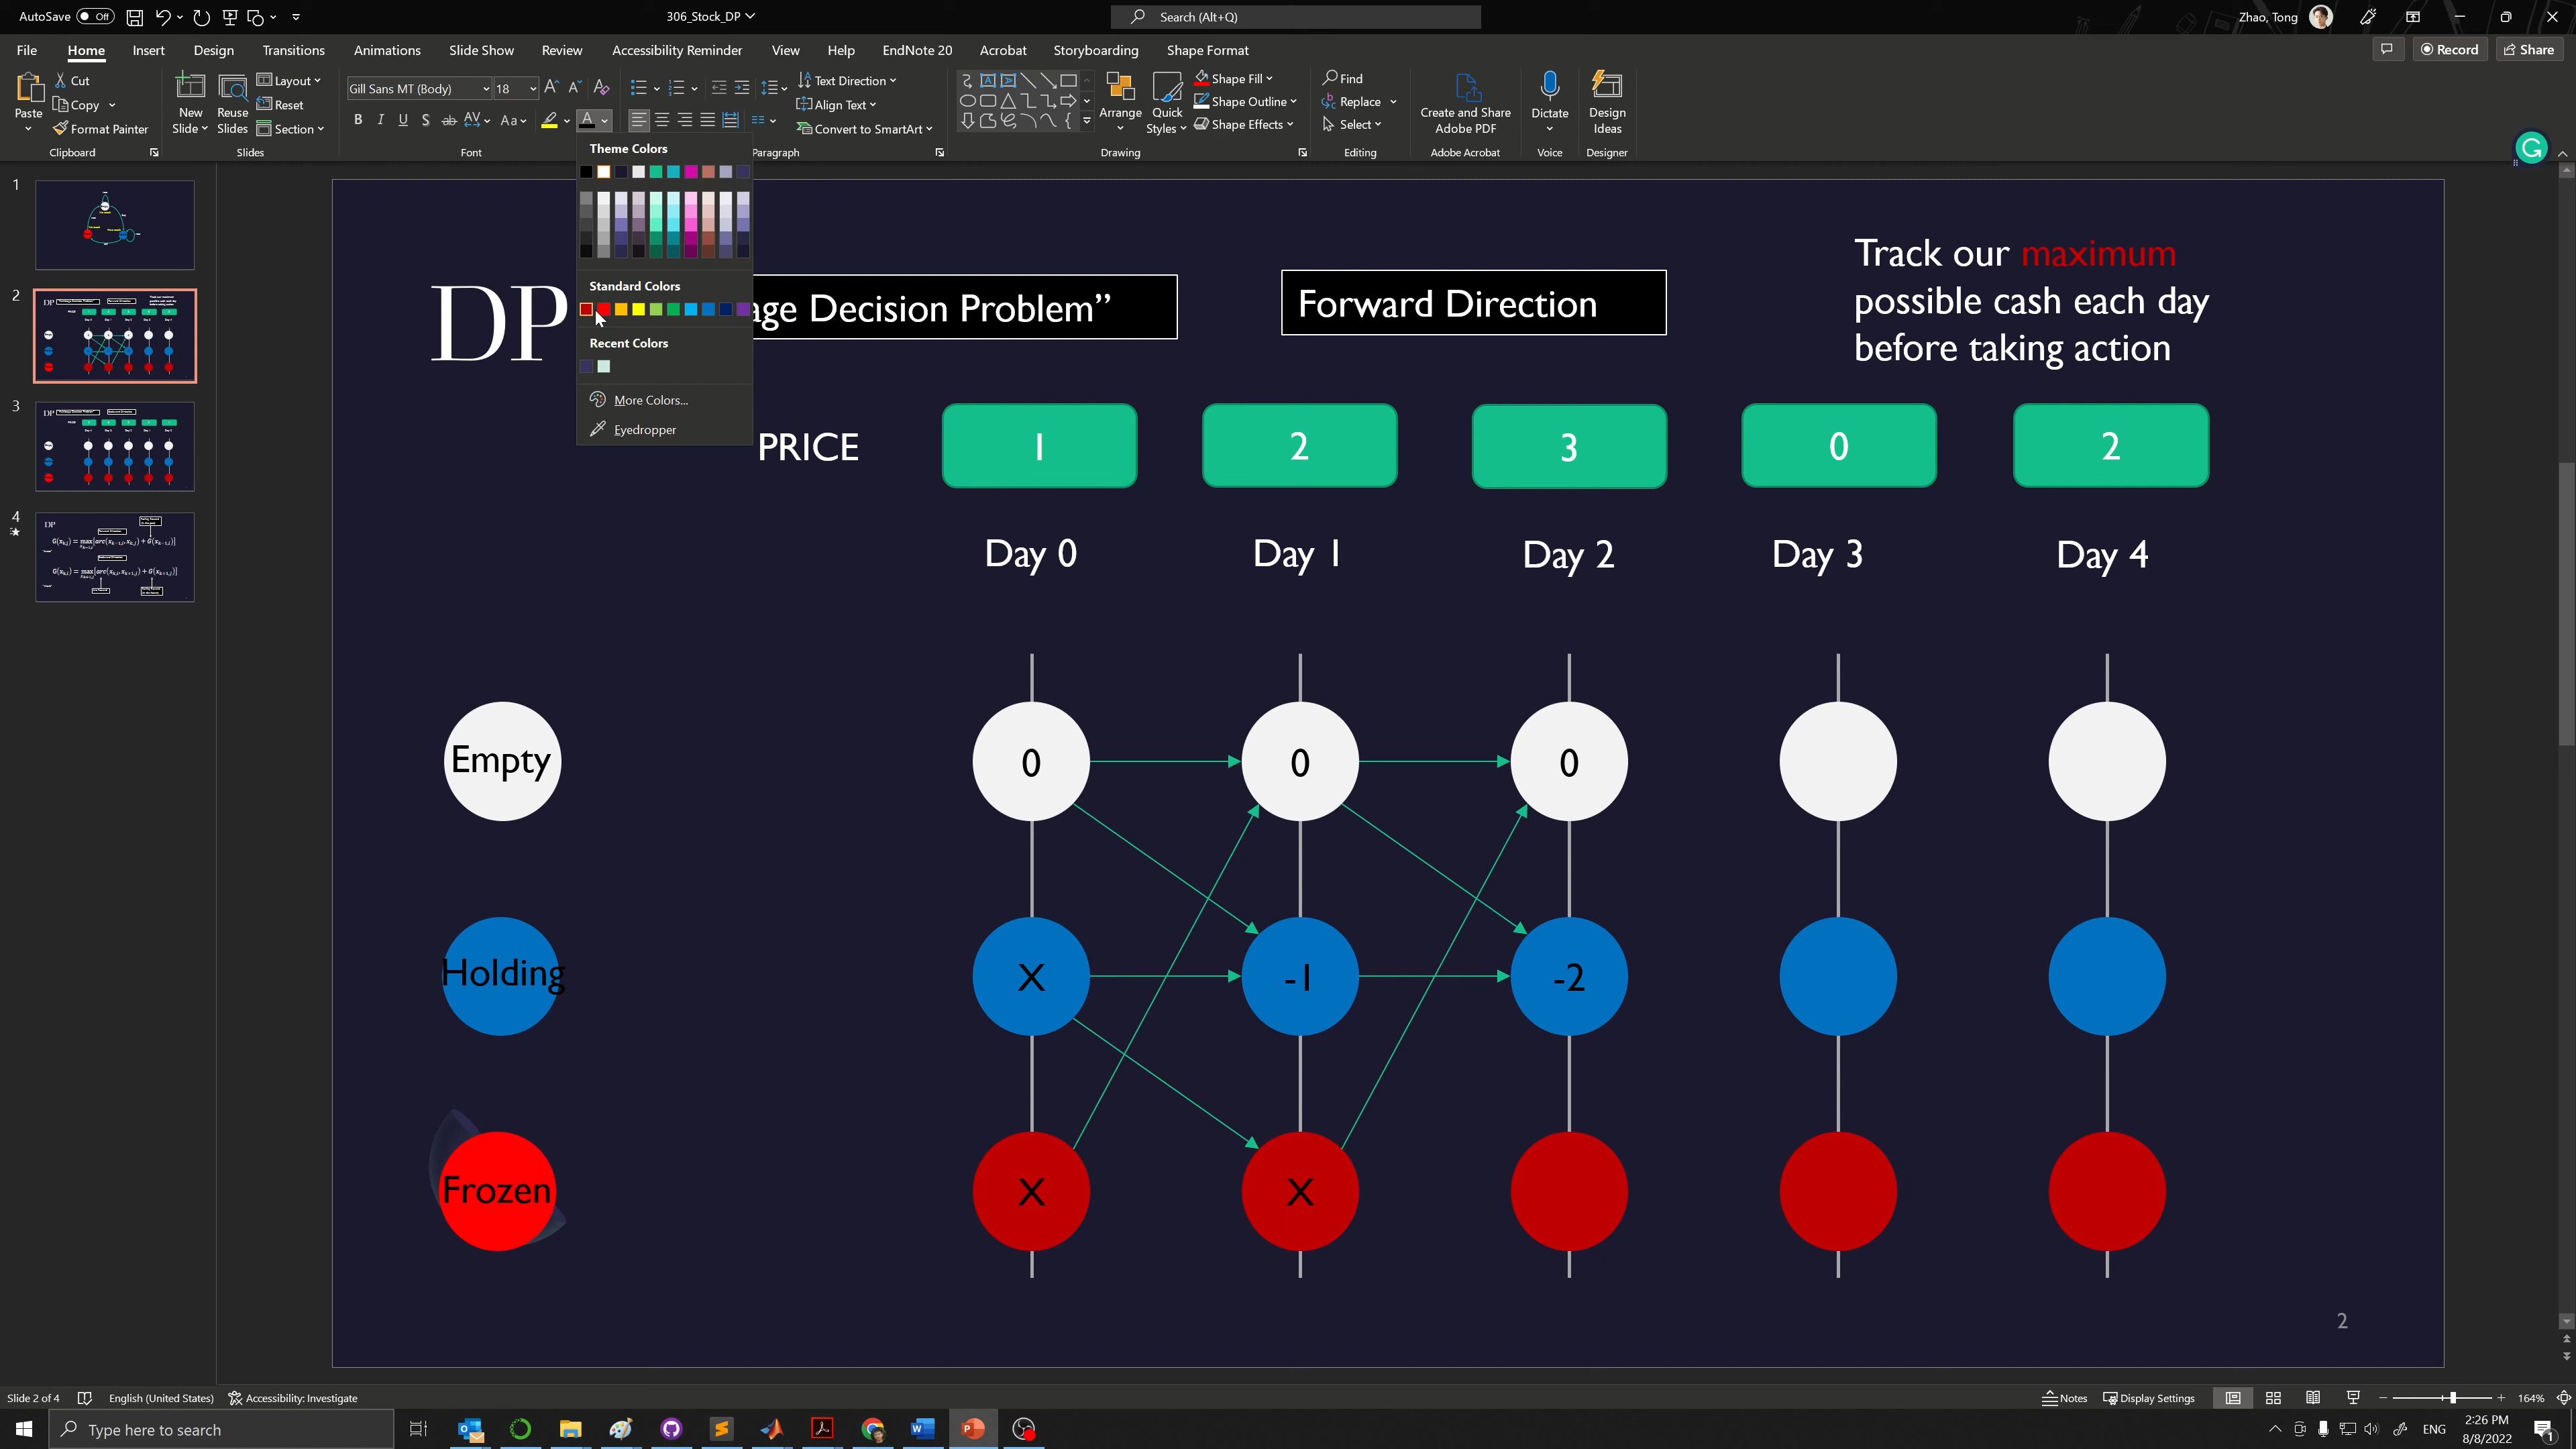 AutoSave Off
306_Stock_DP
Search (Alt+Q)
Zhao, Tong
File Home Insert Design Transitions Animations Slide Show Review Accessibility Reminder View Help EndNote 20 Acrobat Storyboarding Shape Format
Record Share
Paste
Cut
Copy
Format Painter
Clipboard
New Slide
Reuse Slides
Layout
Reset
Section
Slides
Gill Sans MT (Body) 18
Font
Text Direction
Align Text
Convert to SmartArt
Paragraph
Arrange
Quick Styles
Shape Fill
Shape Outline
Shape Effects
Drawing
Find
Replace
Select
Editing
Create and Share Adobe PDF
Adobe Acrobat
Dictate
Voice
Design Ideas
Designer
Theme Colors
Standard Colors
Recent Colors
More Colors...
Eyedropper
1
2
3
4
DP
age Decision Problem”
Forward Direction
Track our maximum
possible cash each day
before taking action
PRICE 1 2 3 0 2
Day 0 Day 1 Day 2 Day 3 Day 4
Empty 0 0 0
Holding X -1 -2
Frozen X X
2
Slide 2 of 4 English (United States) Accessibility: Investigate
Notes Display Settings 164%
Type here to search
ENG
2:26 PM
8/8/2022
1